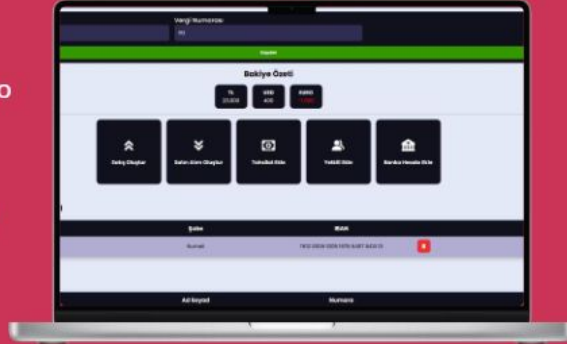 o
Vergi Numarası
Kaydet
Bakiye Özeti
TL USD EURO
400
Satış Oluştur Satın Alım Oluştur Tahsilat Ekle Yetkili Ekle Banka Hesabı Ekle
Şube IBAN
Ad Soyad Numara